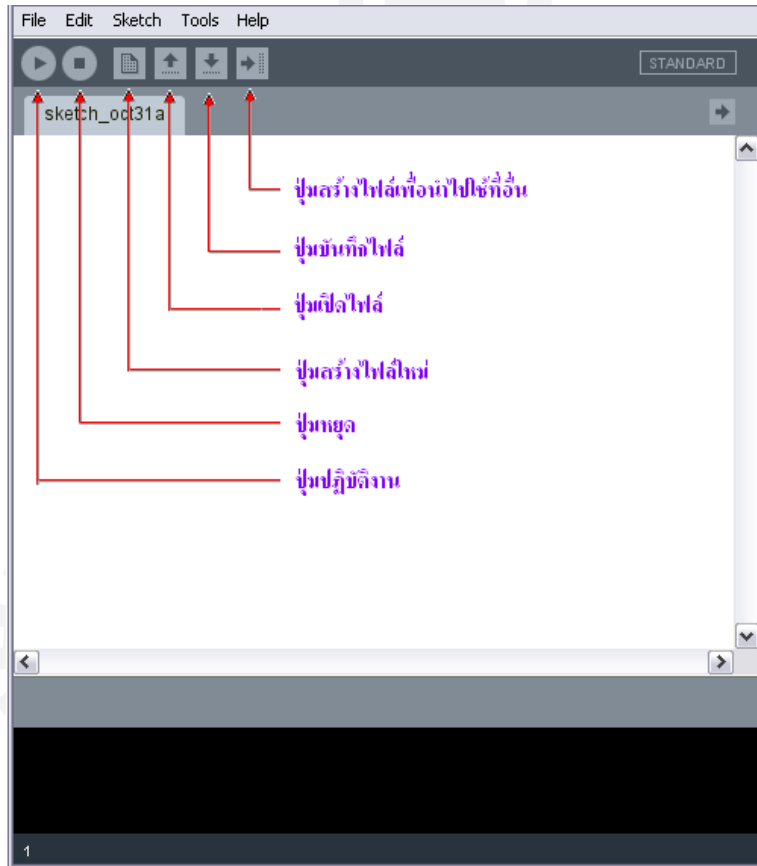 File Edit Sketch Tools Help
STANDARD
sketch_oct31a
ปุ่มสร้างไฟล์เพื่อนำไปใช้ที่อื่น
ปุ่มบันทึกไฟล์
ปุ่มเปิดไฟล์
ปุ่มสร้างไฟล์ใหม่
ปุ่มหยุด
ปุ่มปฏิบัติงาน
1